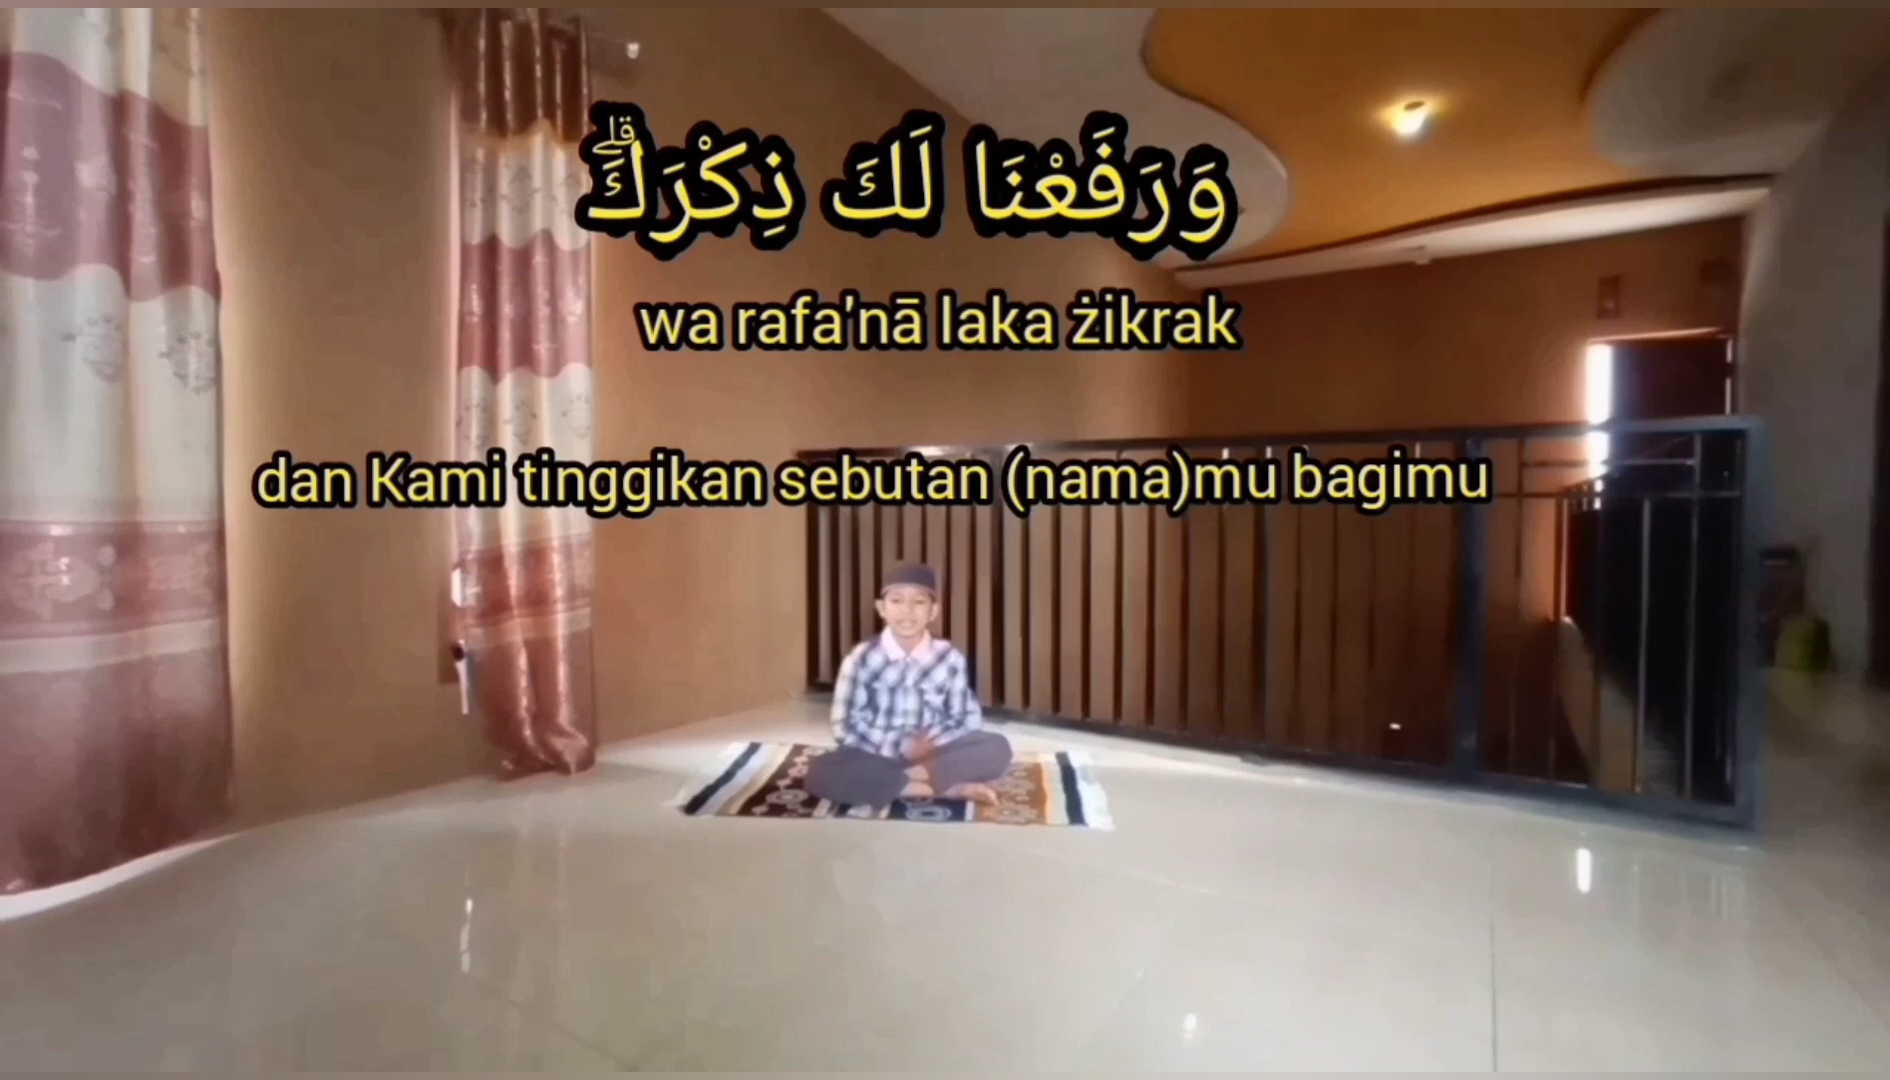 وَرَفَعْنَا لَكَ ذِكْرَكَۗ
wa rafa'nā laka żikrak
dan Kami tinggikan sebutan (nama)mu bagimu